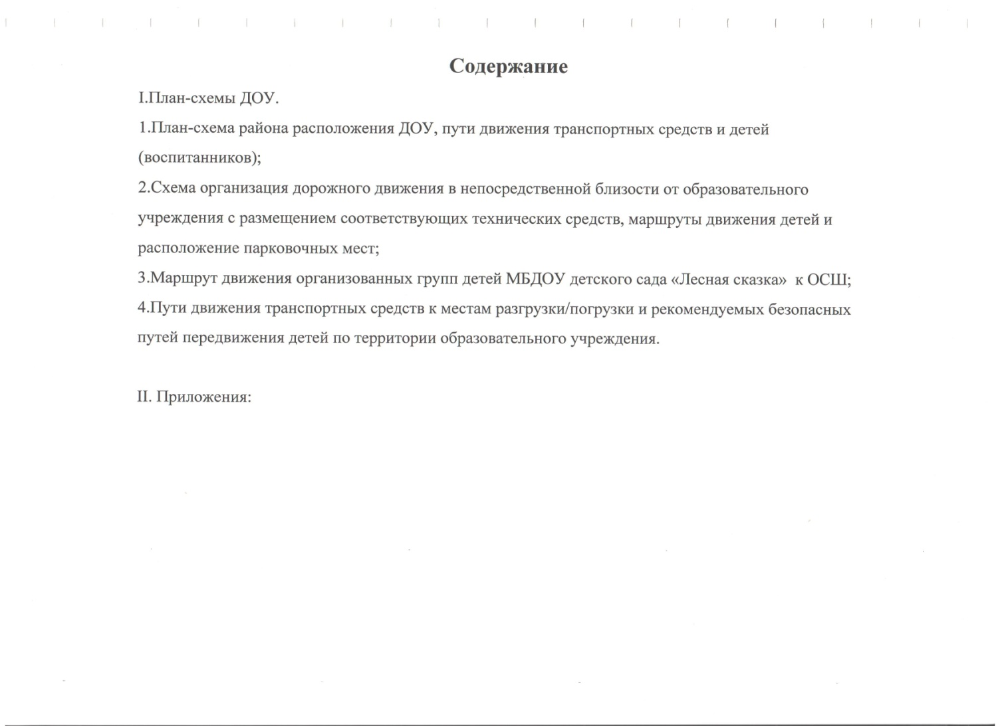 Содержание
I.План-схемы ДОУ.
1.План-схема района расположения ДОУ, пути движения транспортных средств и детей
(воспитанников);
2.Схема организация дорожного движения в непосредственной близости от образовательного
учреждения с размещением соответствующих технических средств, маршруты движения детей и
расположение парковочных мест;
3.Маршрут движения организованных групп детей МБДОУ детского сада «Лесная сказка»  к ОСШ;
4.Пути движения транспортных средств к местам разгрузки/погрузки и рекомендуемых безопасных
путей передвижения детей по территории образовательного учреждения.
II. Приложения: